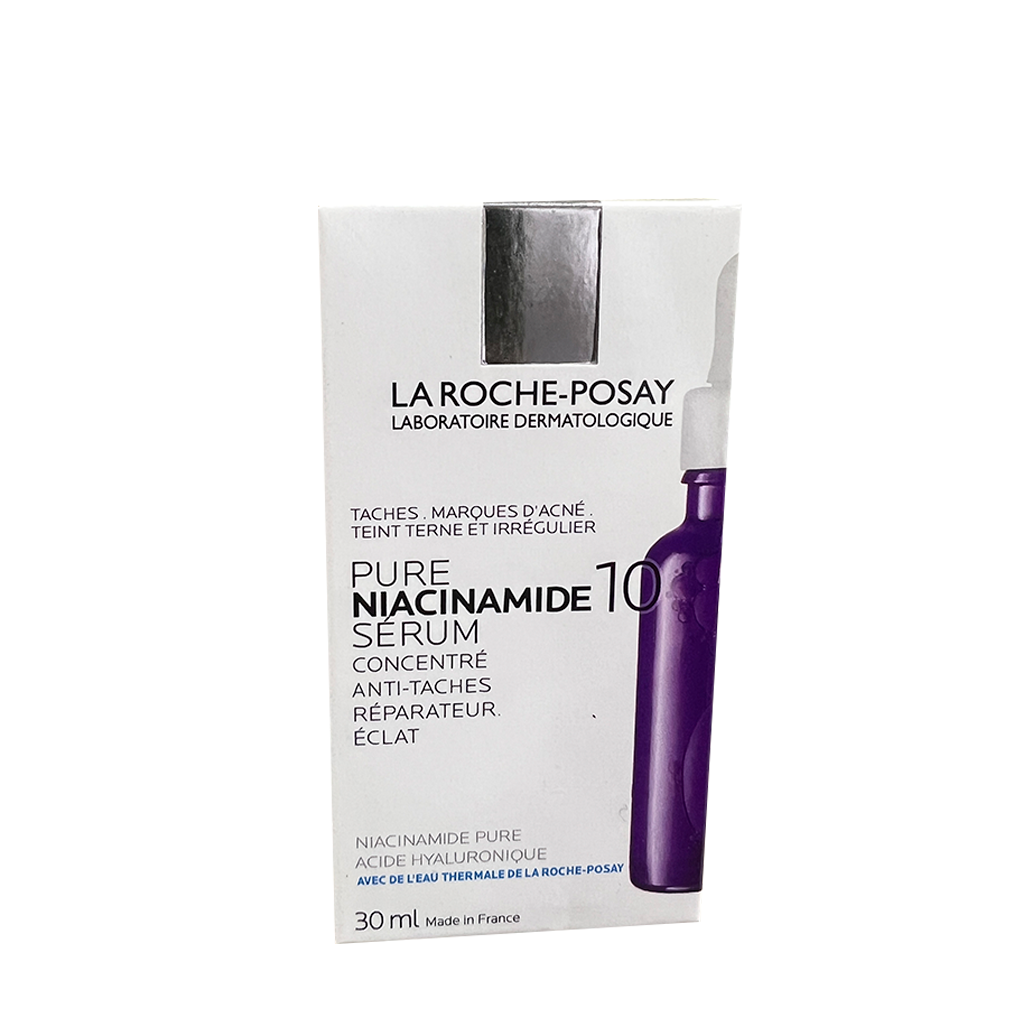 LA ROCHE-POSAY
LABORATOIRE DERMATOLOGIQUE
TACHES . MARQUES D'ACNÉ .
TEINT TERNE ET IRRÉGULIER
PURE
NIACINAMIDE 10
SÉRUM
CONCENTRÉ
ANTI-TACHES
RÉPARATEUR.
ÉCLAT
NIACINAMIDE PURE
ACIDE HYALURONIQUE
AVEC DE L'EAU THERMALE DE LA ROCHE-POSAY
30 ml Made in France